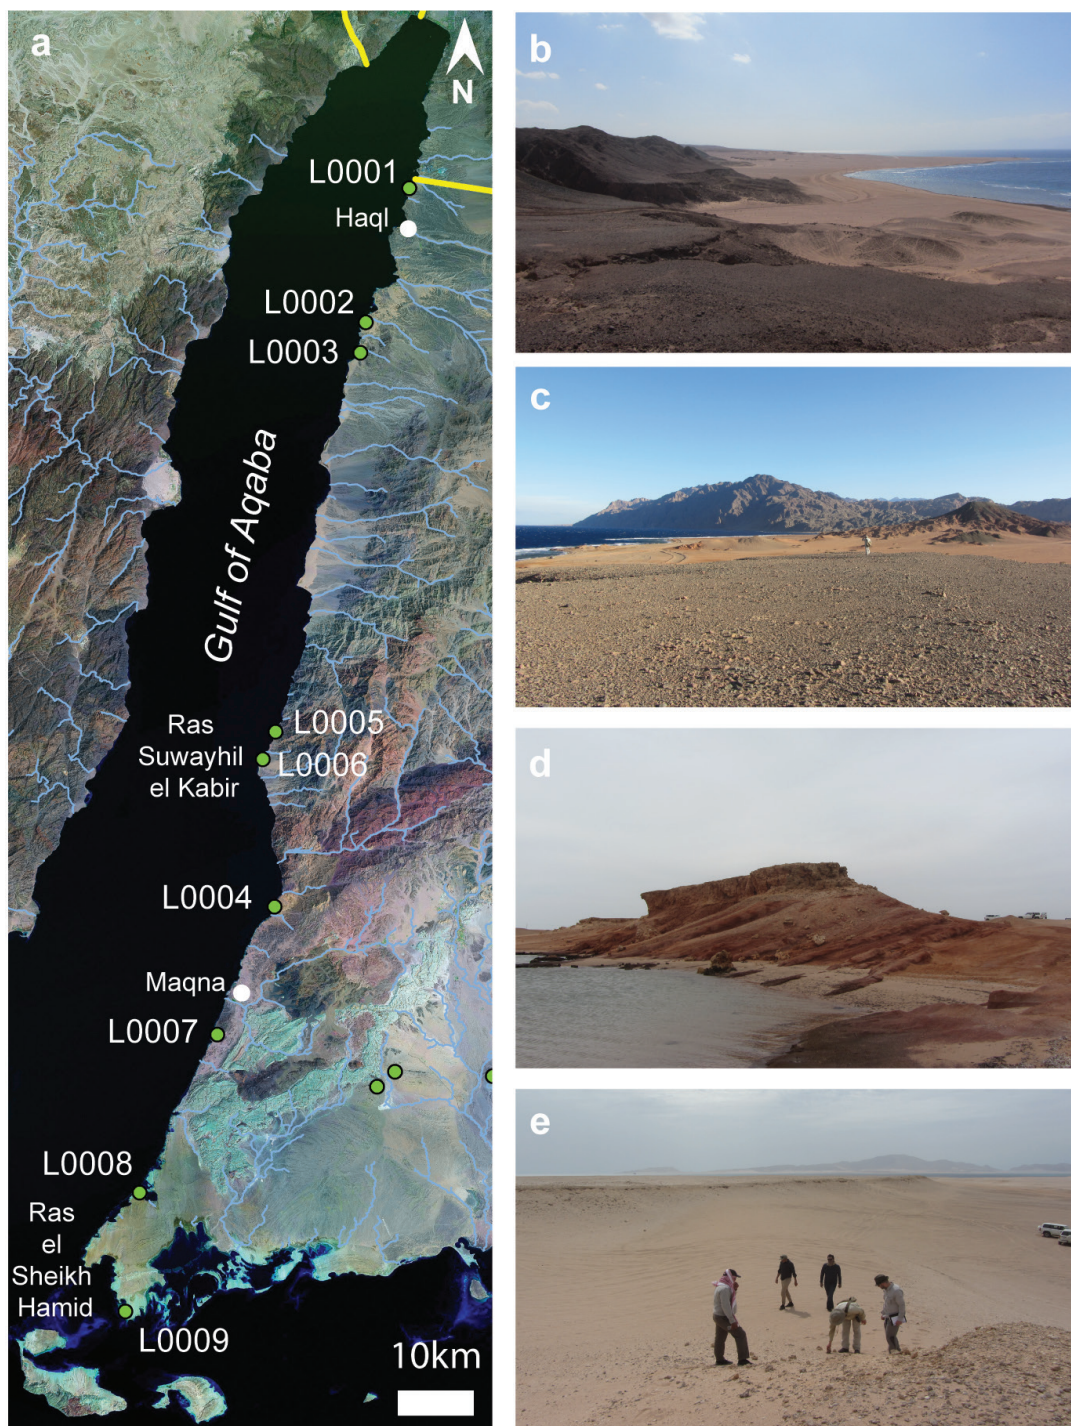 a
N
L0001
Haql
L0002
L0003
Gulf of Aqaba
Ras
Suwayhil
el Kabir
L0005
L0006
L0004
Maqna
L0007
L0008
Ras
el
Sheikh
Hamid
L0009
10km
b
c
d
e